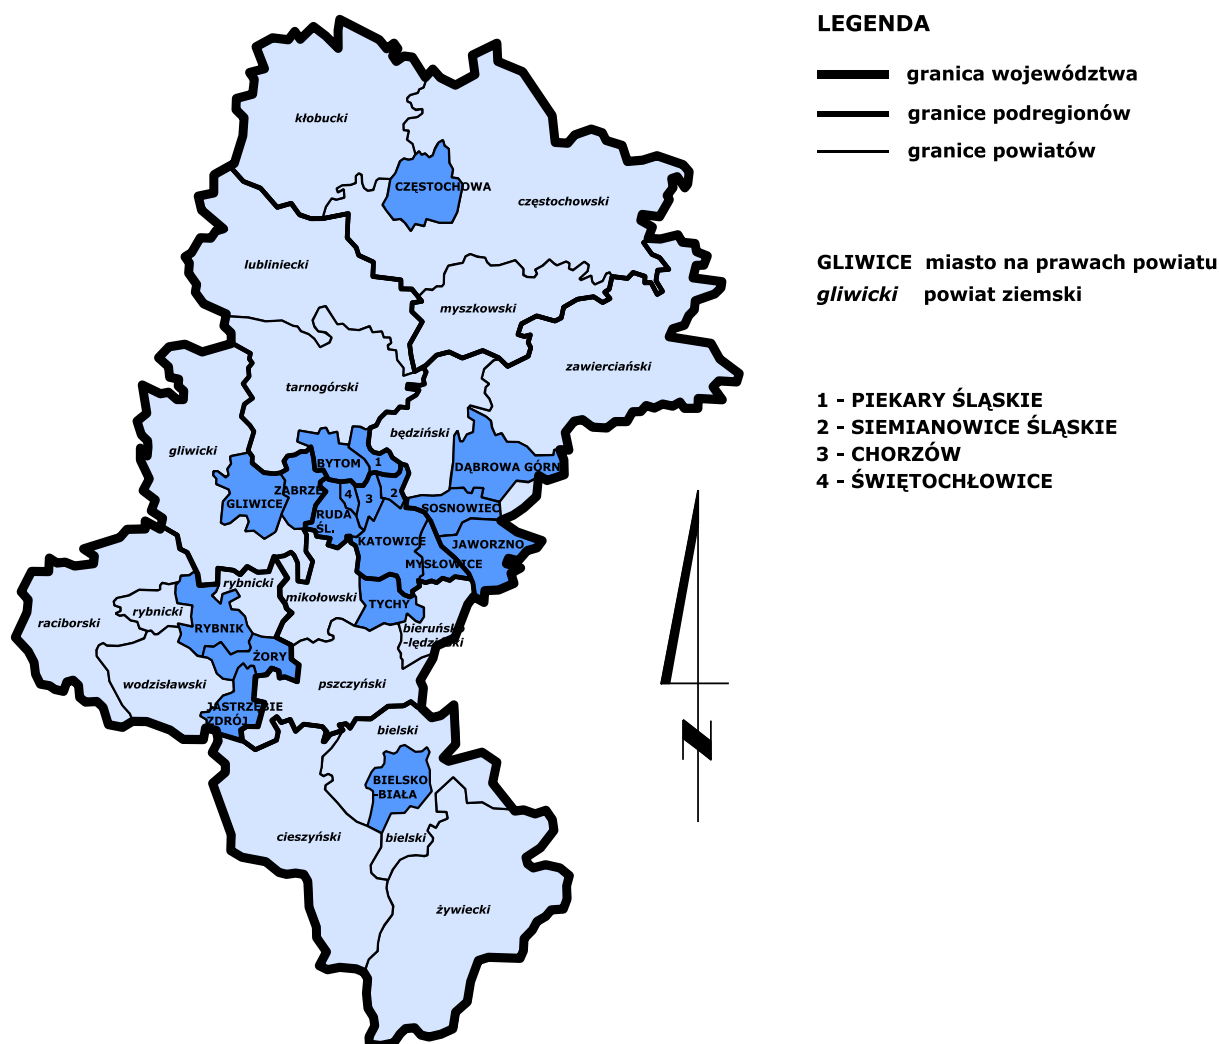 LEGENDA
granica województwa
granice podregionów
granice powiatów
GLIWICE miasto na prawach powiatu
gliwicki powiat ziemski
1 - PIEKARY ŚLĄSKIE
2 - SIEMIANOWICE ŚLĄSKIE
3 - CHORZÓW
4 - ŚWIĘTOCHŁOWICE
kłobucki
CZĘSTOCHOWA
częstochowski
lubliniecki
myszkowski
zawierciański
tarnogórski
będziński
gliwicki
BYTOM
1
DĄBROWA GÓRN
ZABRZE
GLIWICE
4
3
2
SOSNOWIEC
RUDA
ŚL.
KATOWICE
JAWORZNO
MYSŁOWICE
rybnicki
mikołowski
TYCHY
rybnicki
raciborski
RYBNIK
bieruńsko
-lędziński
ŻORY
wodzisławski
pszczyński
JASTRZĘBIE
ZDRÓJ
bielski
BIELSKO
-BIAŁA
cieszyński
bielski
żywiecki
N